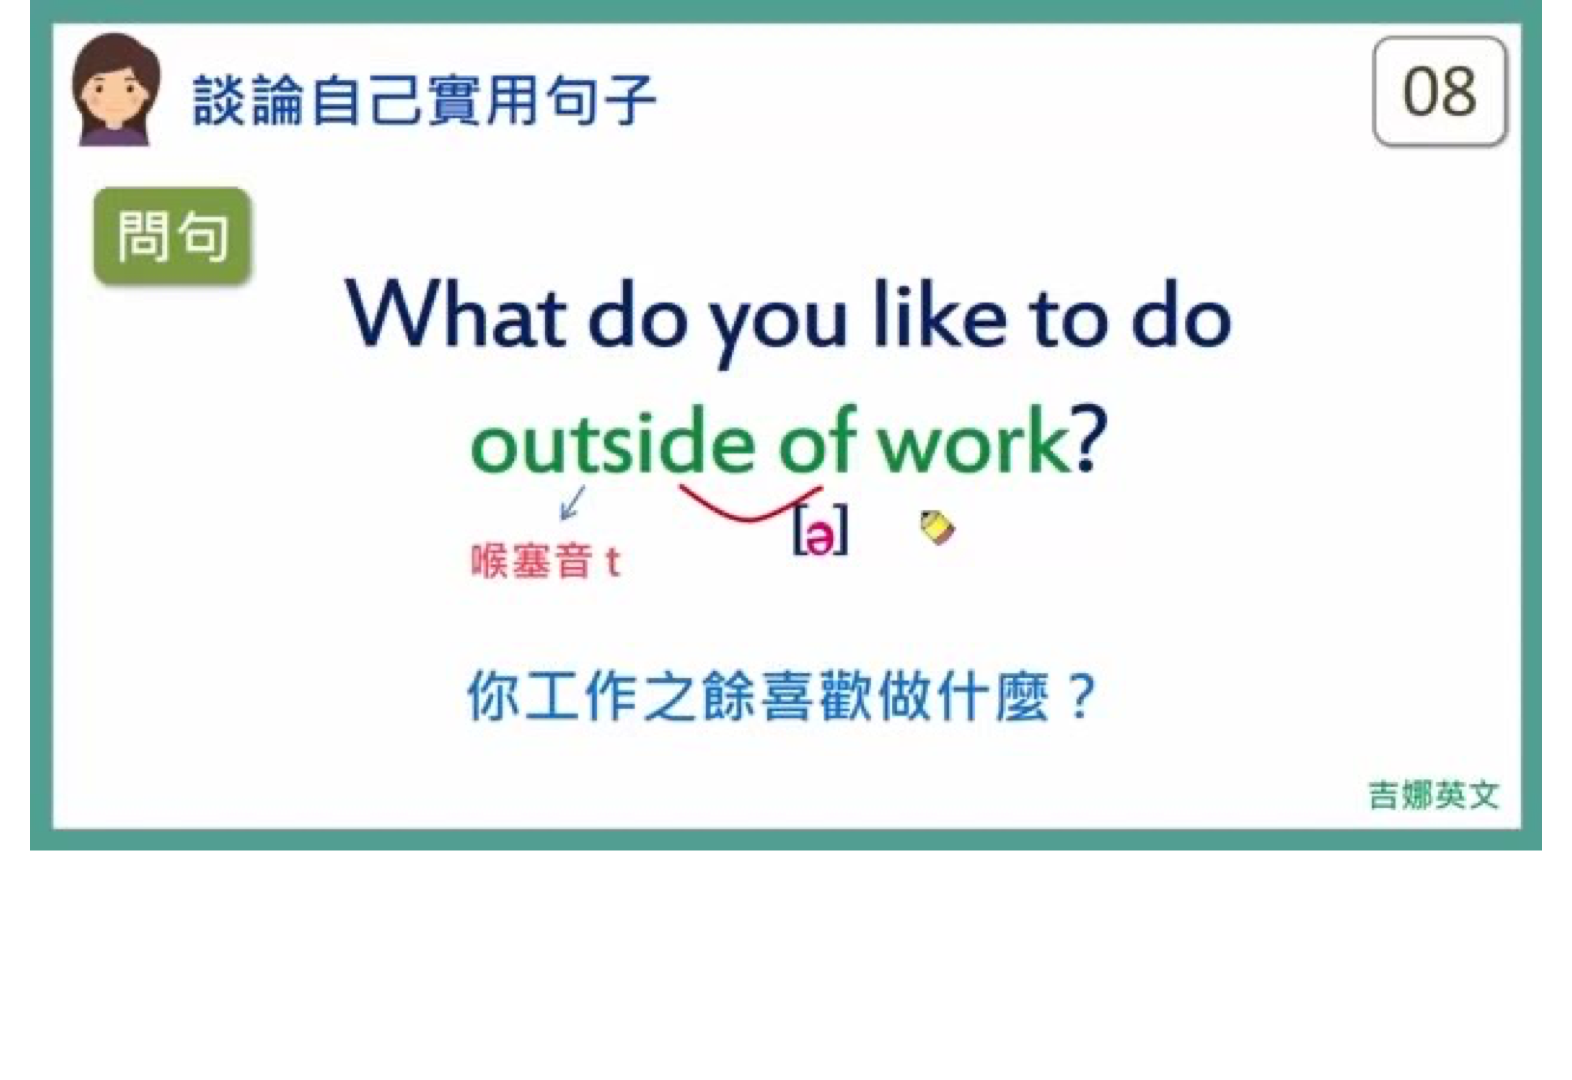 談論自己實用句子
08
問句
What do you like to do
outside of work?
喉塞音 t
[ə]
你工作之餘喜歡做什麼？
吉娜英文